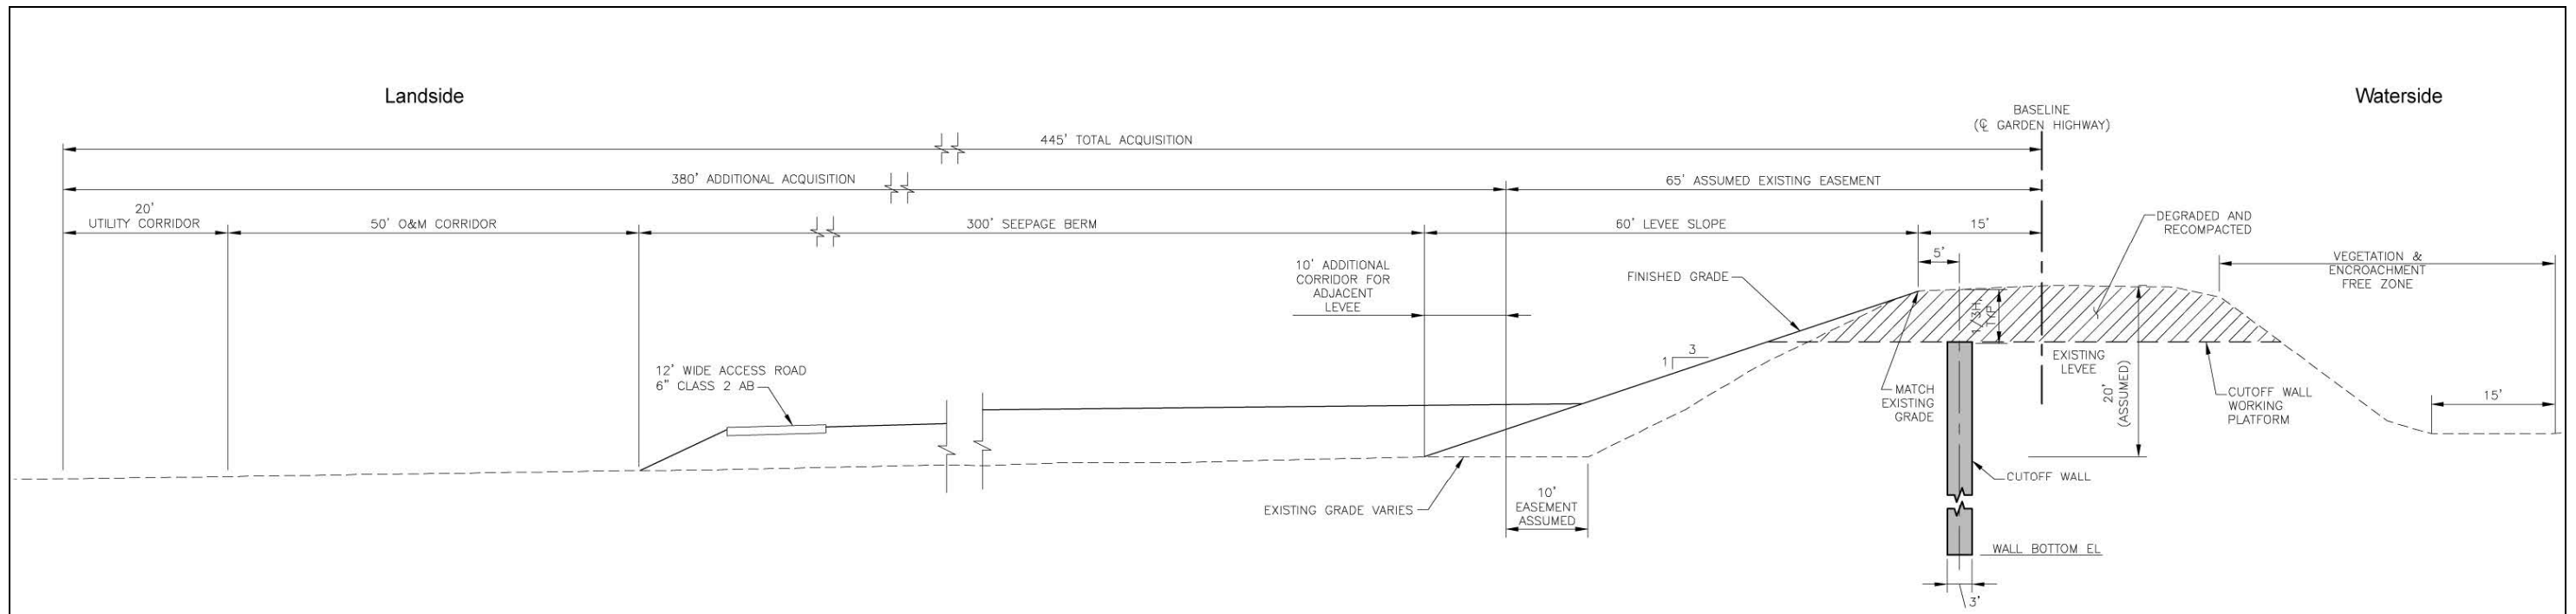 Landside
Waterside
BASELINE
(℄ GARDEN HIGHWAY)
445' TOTAL ACQUISITION
380' ADDITIONAL ACQUISITION
65' ASSUMED EXISTING EASEMENT
20'
UTILITY CORRIDOR
50' O&M CORRIDOR
300' SEEPAGE BERM
60' LEVEE SLOPE
15'
5'
DEGRADED AND
RECOMPACTED
VEGETATION &
ENCROACHMENT
FREE ZONE
10' ADDITIONAL
CORRIDOR FOR
ADJACENT
LEVEE
FINISHED GRADE
1/3H.
TYP
3
1
12' WIDE ACCESS ROAD
6" CLASS 2 AB
MATCH
EXISTING
GRADE
EXISTING
LEVEE
20'
(ASSUMED)
CUTOFF WALL
WORKING
PLATFORM
15'
CUTOFF WALL
EXISTING GRADE VARIES
10'
EASEMENT
ASSUMED
WALL BOTTOM EL
3'